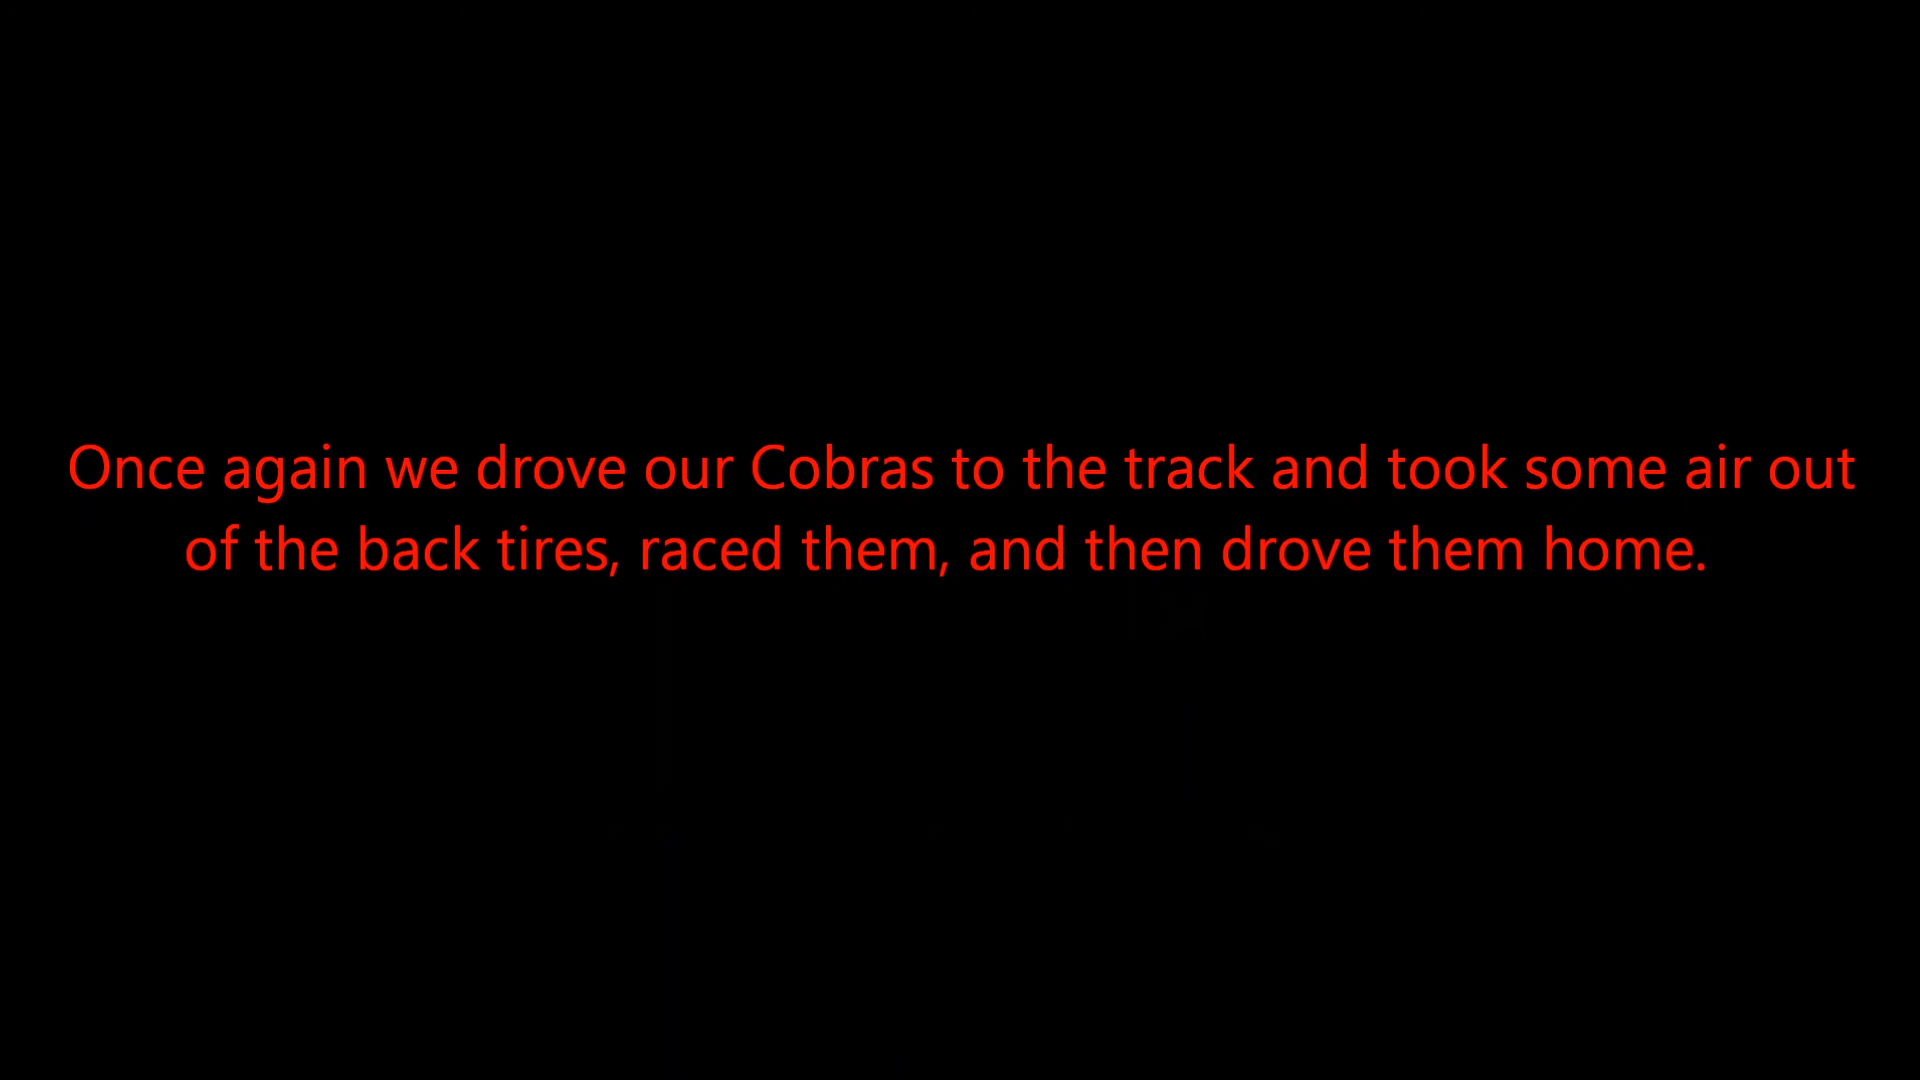 Once again we drove our Cobras to the track and took some air out
of the back tires, raced them, and then drove them home.